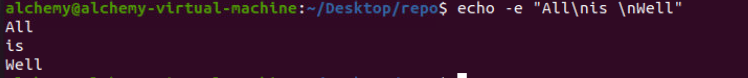 alchemy@alchemy-virtual-machine:~/Desktop/repo$ echo -e "All\nis \nWell"
All
is
Well